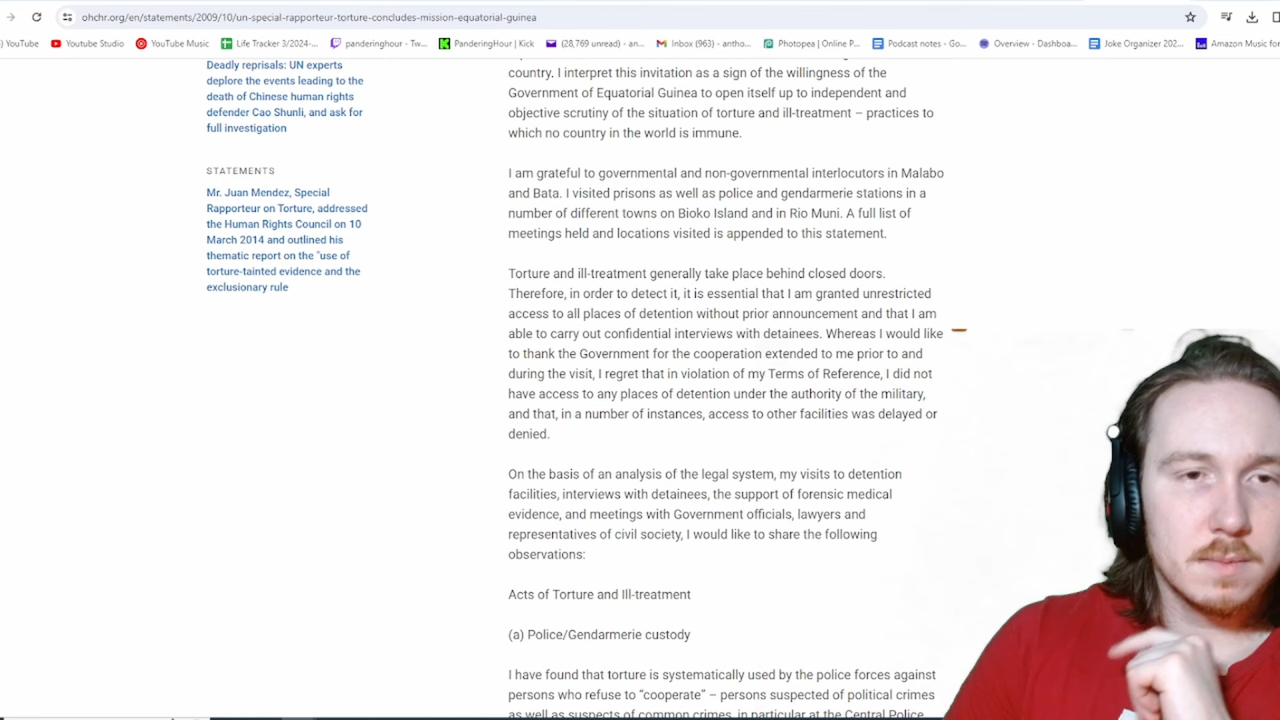 ohchr.org/en/statements/2009/10/un-special-rapporteur-torture-concludes-mission-equatorial-guinea
) YouTube
YouTube Studio
YouTube Music
Life Tracker 3/2024-...
panderinghour - Tw...
PanderingHour | Kick
(28,769 unread) - an...
Inbox (963) - antho...
Photopea | Online P...
Podcast notes - Go...
Overview - Dashboa...
Joke Organizer 202...
Amazon Music for
Deadly reprisals: UN experts
deplore the events leading to the
death of Chinese human rights
defender Cao Shunli, and ask for
full investigation
STATEMENTS
Mr. Juan Mendez, Special
Rapporteur on Torture, addressed
the Human Rights Council on 10
March 2014 and outlined his
thematic report on the "use of
torture-tainted evidence and the
exclusionary rule
country. I interpret this invitation as a sign of the willingness of the
Government of Equatorial Guinea to open itself up to independent and
objective scrutiny of the situation of torture and ill-treatment – practices to
which no country in the world is immune.
I am grateful to governmental and non-governmental interlocutors in Malabo
and Bata. I visited prisons as well as police and gendarmerie stations in a
number of different towns on Bioko Island and in Rio Muni. A full list of
meetings held and locations visited is appended to this statement.
Torture and ill-treatment generally take place behind closed doors.
Therefore, in order to detect it, it is essential that I am granted unrestricted
access to all places of detention without prior announcement and that I am
able to carry out confidential interviews with detainees. Whereas I would like
to thank the Government for the cooperation extended to me prior to and
during the visit, I regret that in violation of my Terms of Reference, I did not
have access to any places of detention under the authority of the military,
and that, in a number of instances, access to other facilities was delayed or
denied.
On the basis of an analysis of the legal system, my visits to detention
facilities, interviews with detainees, the support of forensic medical
evidence, and meetings with Government officials, lawyers and
representatives of civil society, I would like to share the following
observations:
Acts of Torture and Ill-treatment
(a) Police/Gendarmerie custody
I have found that torture is systematically used by the police forces against
persons who refuse to “cooperate” – persons suspected of political crimes
as well as suspects of common crimes, in particular at the Central Police